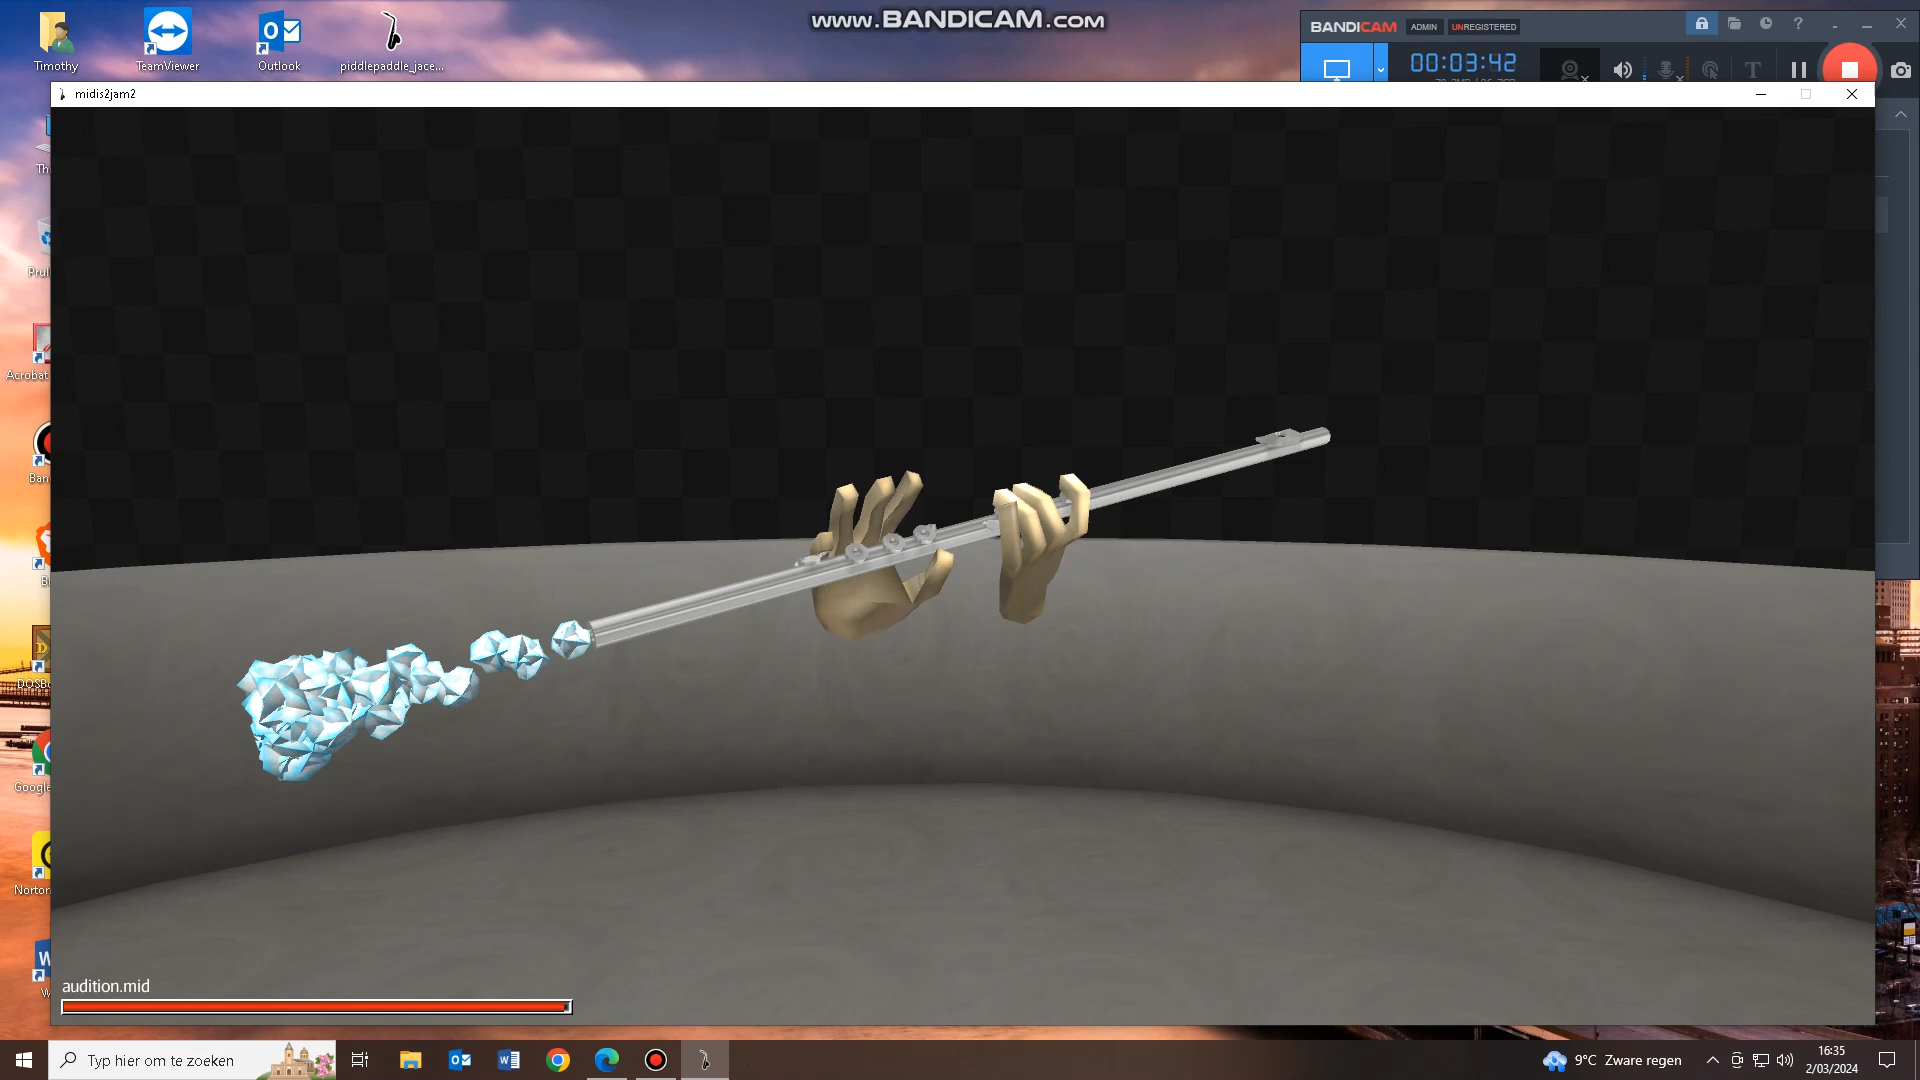 www.BANDICAM.com
BANDICAM ADMIN UNREGISTERED
00:03:42
Timothy
TeamViewer
Outlook
piddlepaddle_jace...
midis2jam2
Acrobat
audition.mid
Typ hier om te zoeken
9°C Zware regen
16:35
2/03/2024